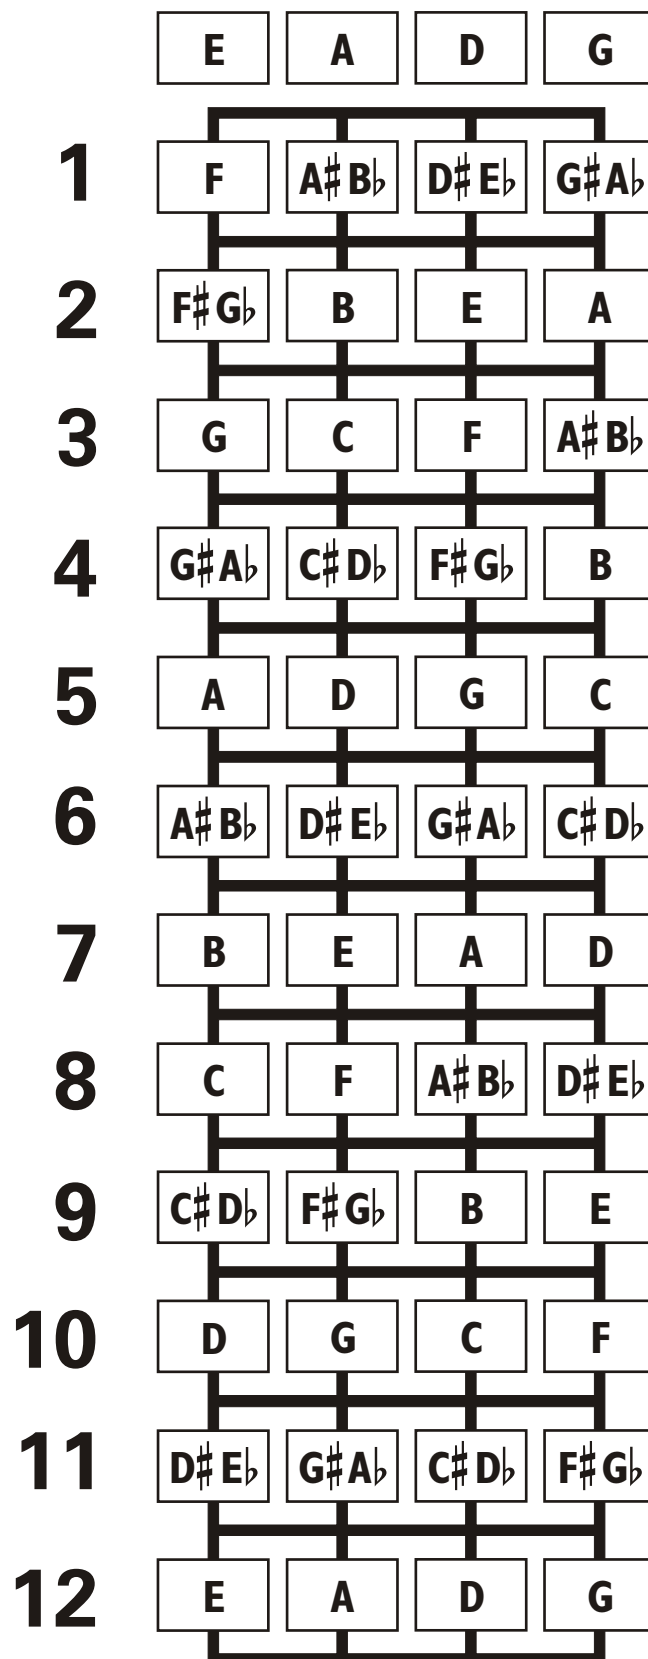 E A D G
1 F A♯B♭ D♯E♭ G♯A♭
2 F♯G♭ B E A
3 G C F A♯B♭
4 G♯A♭ C♯D♭ F♯G♭ B
5 A D G C
6 A♯B♭ D♯E♭ G♯A♭ C♯D♭
7 B E A D
8 C F A♯B♭ D♯E♭
9 C♯D♭ F♯G♭ B E
10 D G C F
11 D♯E♭ G♯A♭ C♯D♭ F♯G♭
12 E A D G